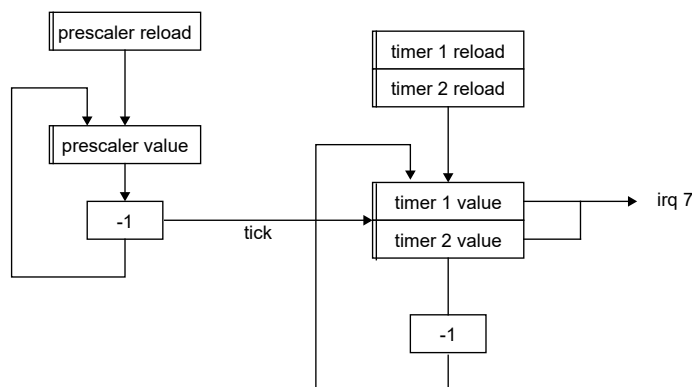 prescaler reload
timer 1 reload
timer 2 reload
prescaler value
timer 1 value
irq 7
-1
tick
timer 2 value
-1